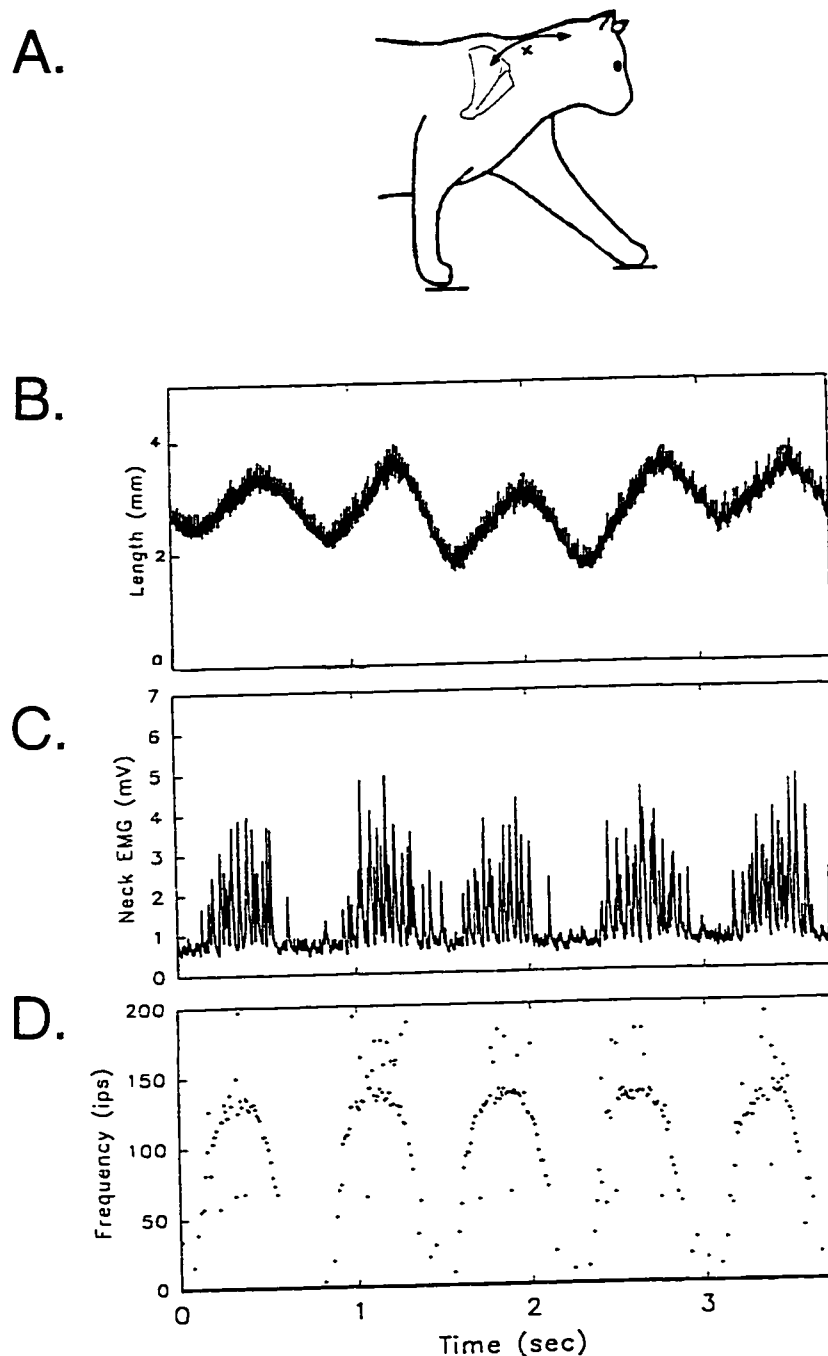 A.
x
B.
Length (mm)
4
2
0
C.
Neck EMG (mV)
7
6
5
4
3
2
1
0
D.
Frequency (ips)
200
150
100
50
0
0 1 2 3
Time (sec)